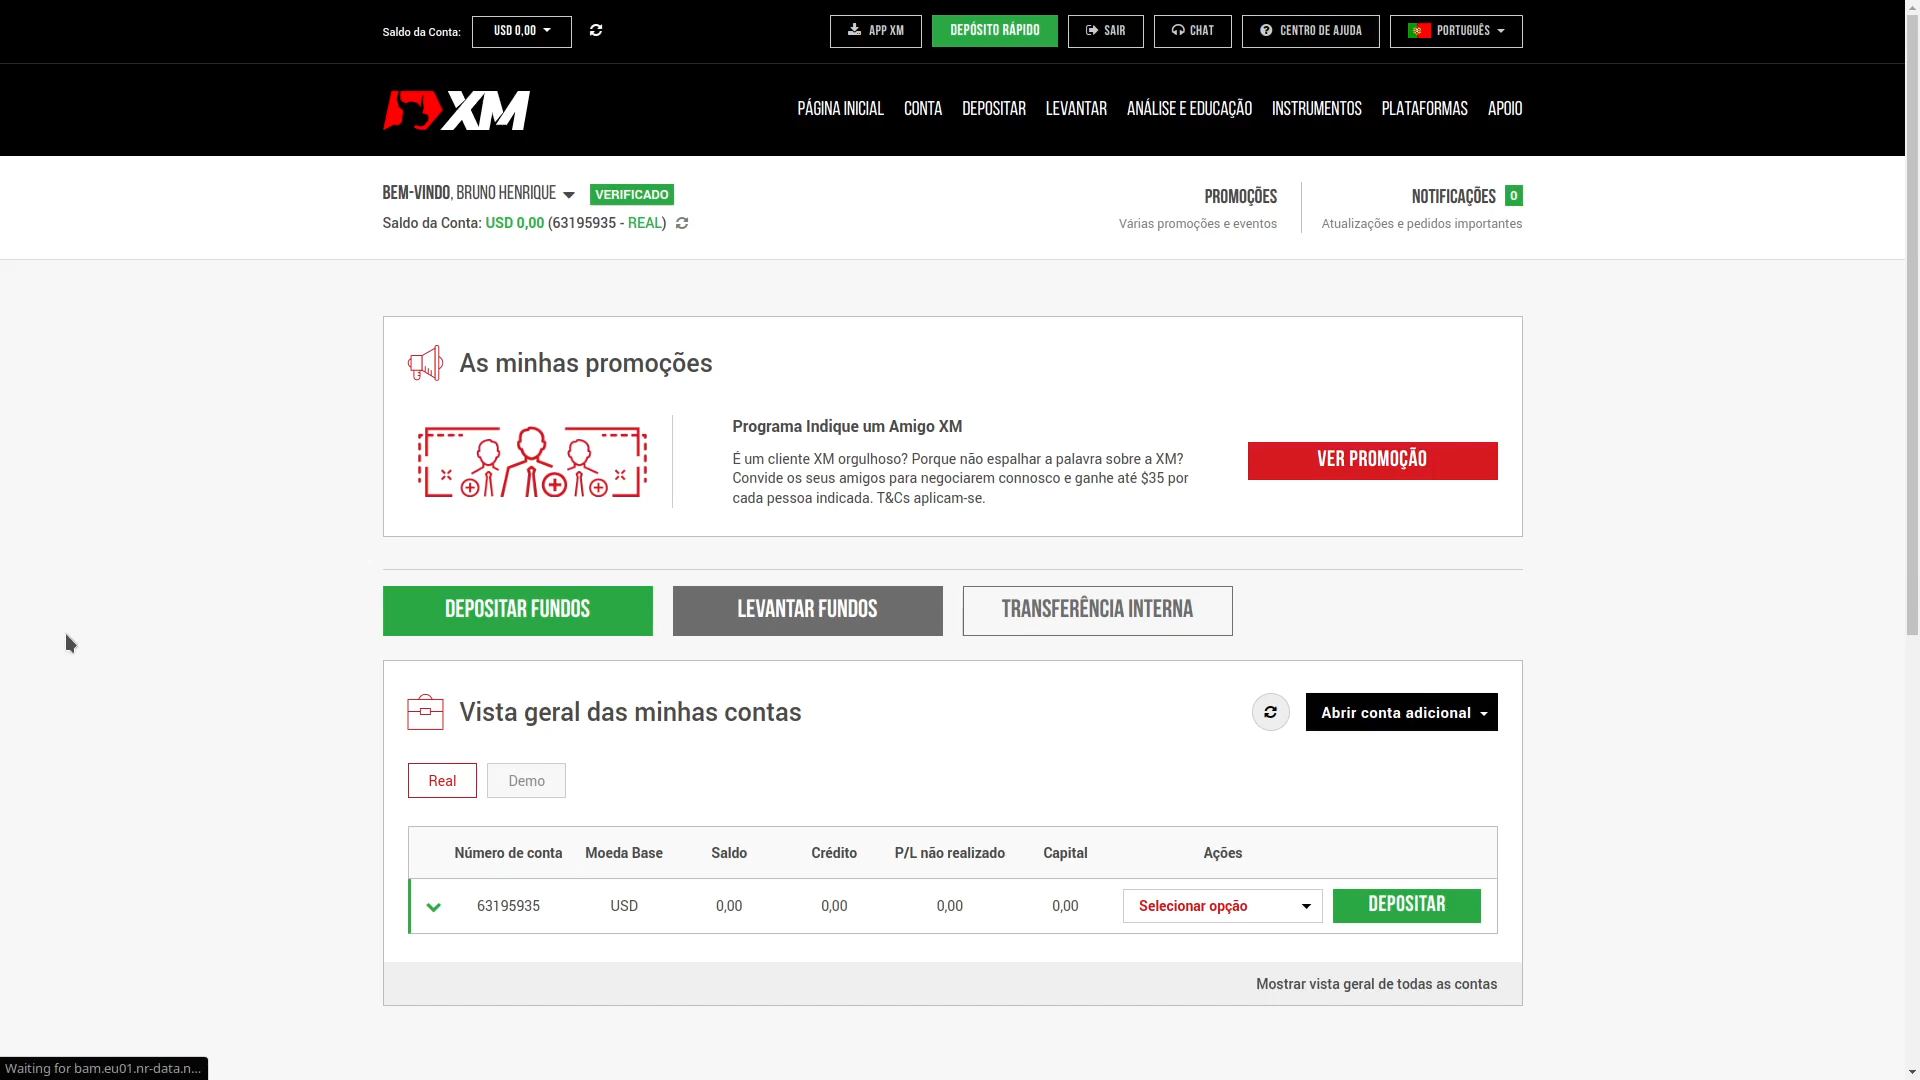 Saldo da Conta:
USD 0,00
APP XM
DEPÓSITO RÁPIDO
SAIR
CHAT
CENTRO DE AJUDA
PORTUGUÊS
XM
PÁGINA INICIAL
CONTA
DEPOSITAR
LEVANTAR
ANÁLISE E EDUCAÇÃO
INSTRUMENTOS
PLATAFORMAS
APOIO
BEM-VINDO, BRUNO HENRIQUE
VERIFICADO
Saldo da Conta: USD 0,00 (63195935 - REAL)
PROMOÇÕES
Várias promoções e eventos
NOTIFICAÇÕES 0
Atualizações e pedidos importantes
As minhas promoções
Programa Indique um Amigo XM
É um cliente XM orgulhoso? Porque não espalhar a palavra sobre a XM?
Convide os seus amigos para negociarem connosco e ganhe até $35 por
cada pessoa indicada. T&Cs aplicam-se.
VER PROMOÇÃO
DEPOSITAR FUNDOS
LEVANTAR FUNDOS
TRANSFERÊNCIA INTERNA
Vista geral das minhas contas
Abrir conta adicional
Real
Demo
Número de conta
Moeda Base
Saldo
Crédito
P/L não realizado
Capital
Ações
63195935
USD
0,00
0,00
0,00
0,00
Selecionar opção
DEPOSITAR
Mostrar vista geral de todas as contas
Waiting for bam.eu01.nr-data.n...